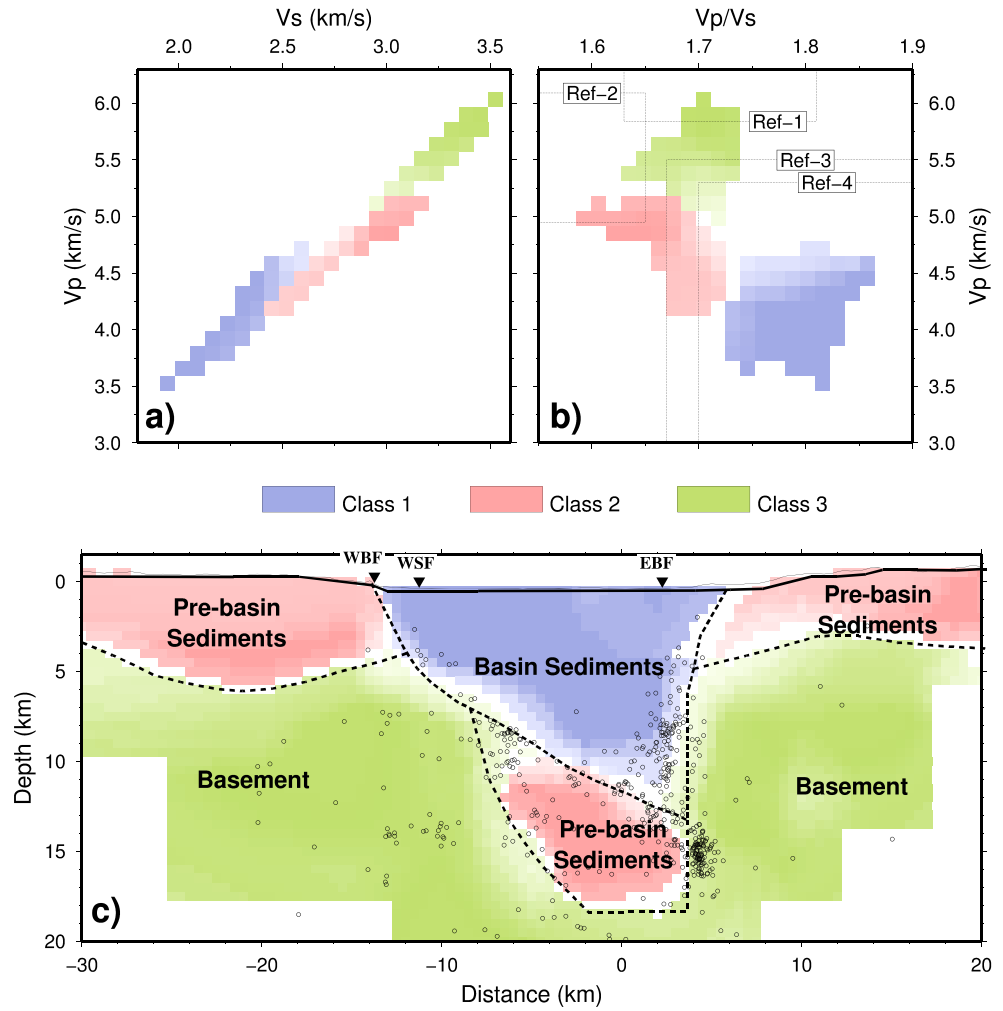 Vs (km/s)
Vp/Vs
2.0 2.5 3.0 3.5
1.6 1.7 1.8 1.9
6.0
5.5
5.0
4.5
4.0
3.5
3.0
Vp (km/s)
a)
Ref−2
Ref−1
Ref−3
Ref−4
b)
6.0
5.5
5.0
4.5
4.0
3.5
3.0
Vp (km/s)
Class 1
Class 2
Class 3
WBF
WSF
EBF
0
5
10
15
20
Depth (km)
Pre-basin
Sediments
Basin Sediments
Pre-basin
Sediments
Basement
Basement
Pre-basin
Sediments
c)
−30 −20 −10 0 10 20
Distance (km)